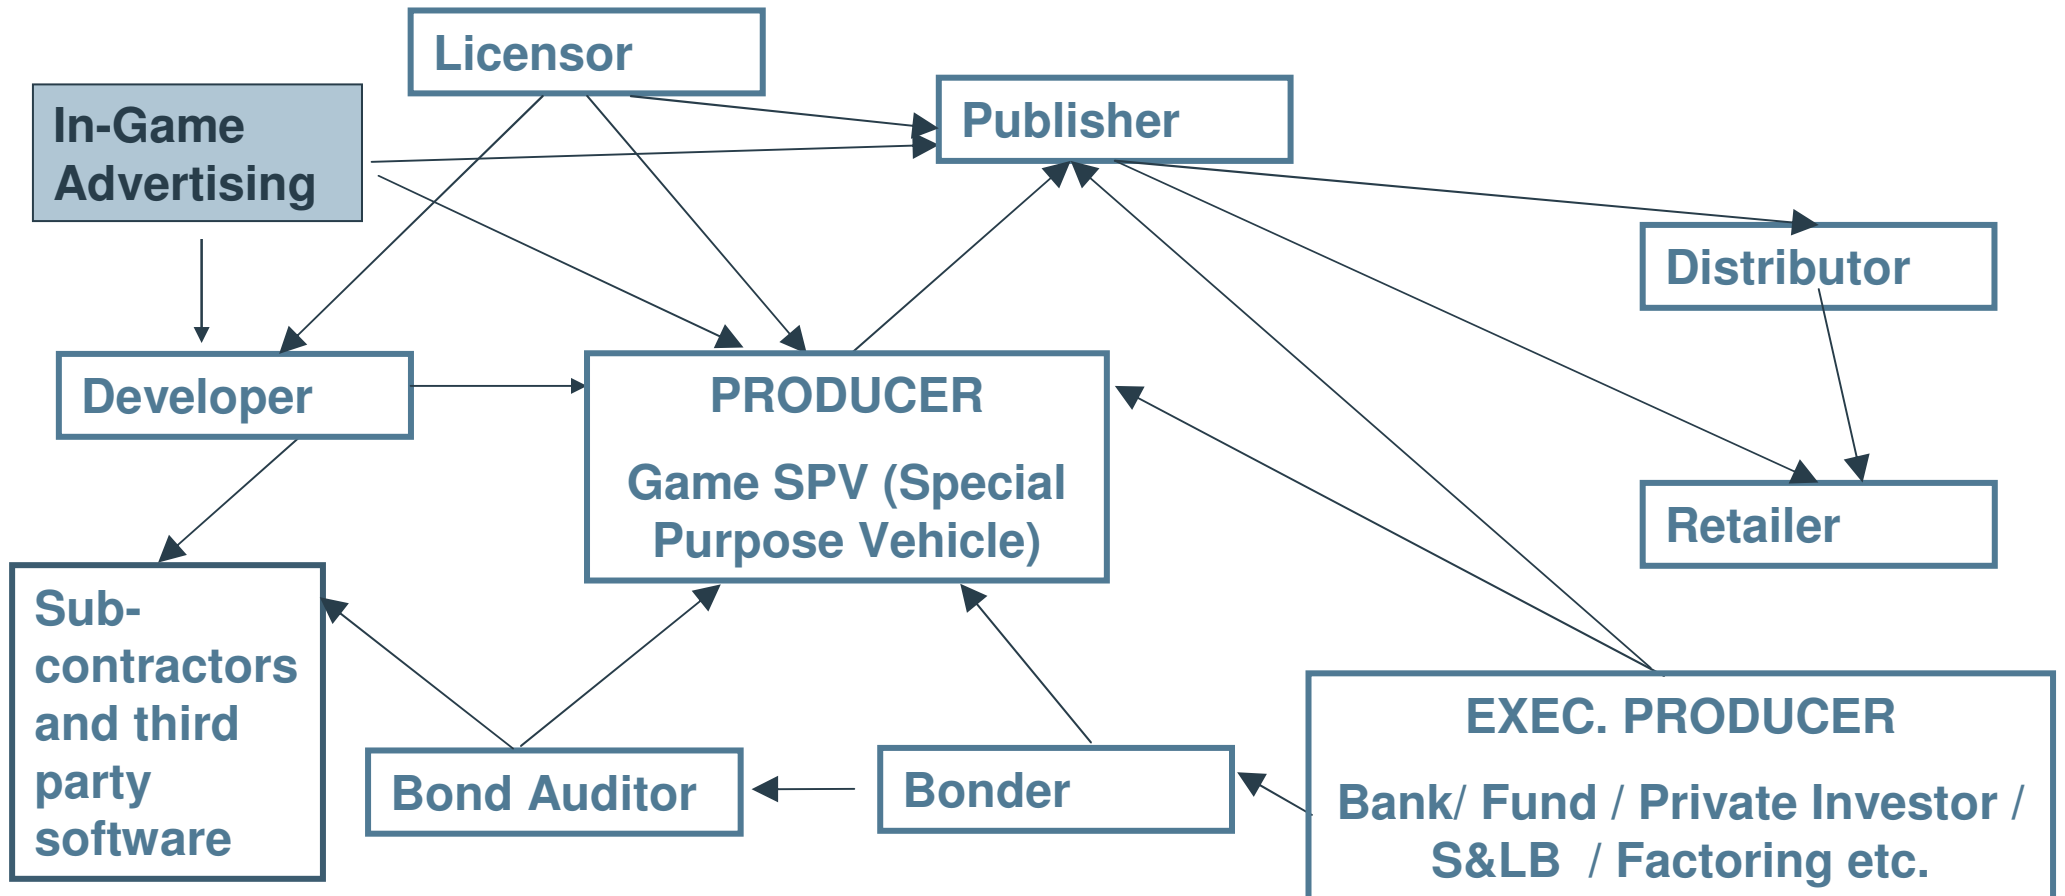 Licensor
In-Game
Advertising
Publisher
Distributor
Developer
PRODUCER
Game SPV (Special
Purpose Vehicle)
Retailer
Sub-
contractors
and third
party
software
Bond Auditor
Bonder
EXEC. PRODUCER
Bank/ Fund / Private Investor /
S&LB / Factoring etc.